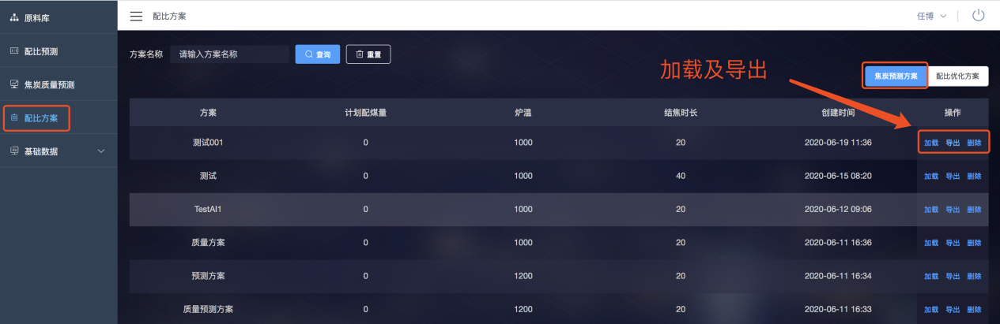 原料库
配比预测
焦炭质量预测
配比方案
基础数据
配比方案 任博
方案名称 请输入方案名称 查询 重置
加载及导出
焦炭预测方案 配比优化方案
方案 计划配煤量 炉温 结焦时长 创建时间 操作
测试001 0 1000 20 2020-06-19 11:36 加载 导出 删除
测试 0 1000 40 2020-06-15 08:20 加载 导出 删除
TestAI1 0 1000 20 2020-06-12 09:06 加载 导出 删除
质量方案 0 1000 20 2020-06-11 16:36 加载 导出 删除
预测方案 0 1200 20 2020-06-11 16:34 加载 导出 删除
质量预测方案 0 1200 20 2020-06-11 16:33 加载 导出 删除